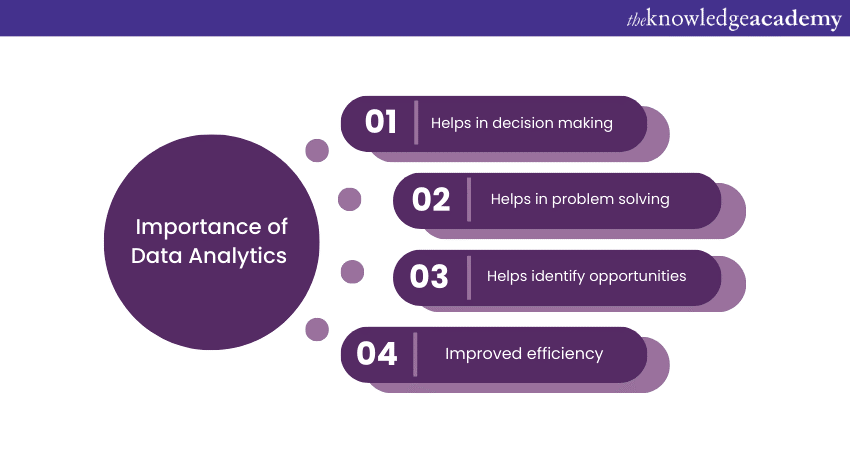 theknowledgeacademy
Importance of
Data Analytics
01 Helps in decision making
02 Helps in problem solving
03 Helps identify opportunities
04 Improved efficiency